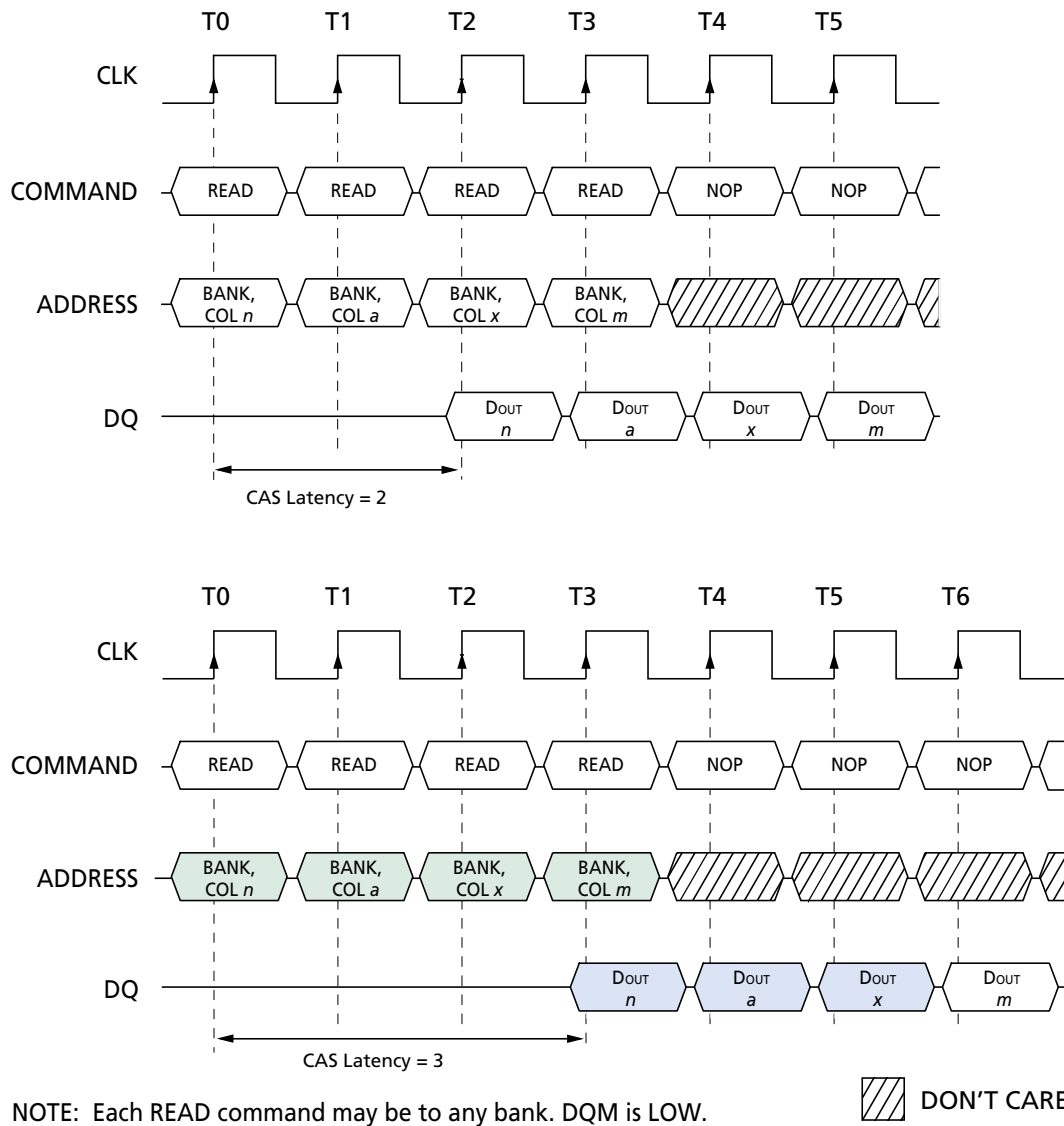 T0 T1 T2 T3 T4 T5
CLK
COMMAND READ READ READ READ NOP NOP
ADDRESS BANK, COL n BANK, COL a BANK, COL x BANK, COL m
DQ DOUT n DOUT a DOUT x DOUT m
CAS Latency = 2
T0 T1 T2 T3 T4 T5 T6
CLK
COMMAND READ READ READ READ NOP NOP NOP
ADDRESS BANK, COL n BANK, COL a BANK, COL x BANK, COL m
DQ DOUT n DOUT a DOUT x DOUT m
CAS Latency = 3
NOTE: Each READ command may be to any bank. DQM is LOW.
DON'T CARE